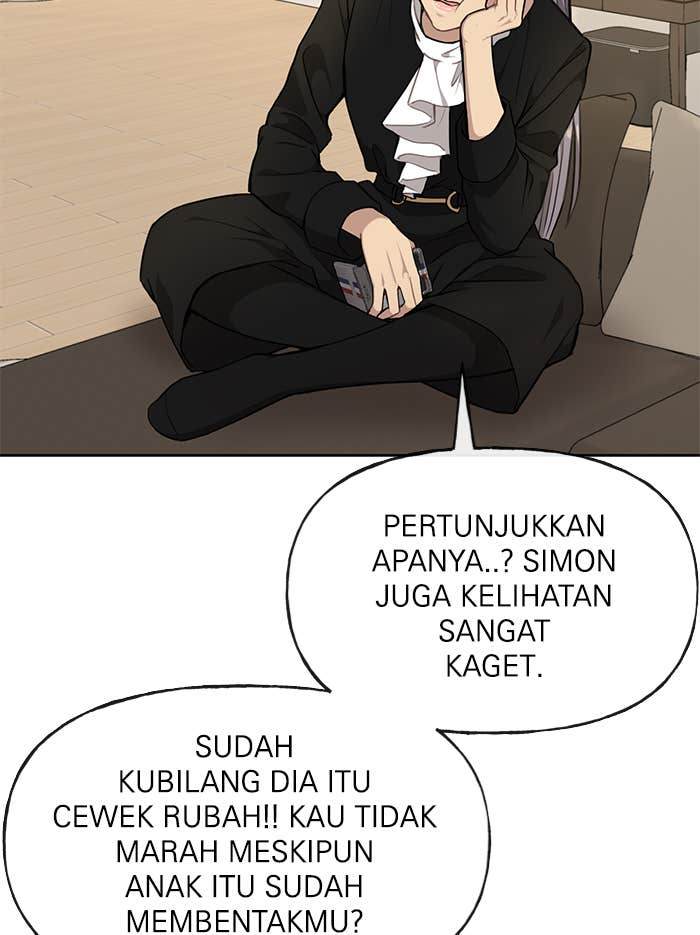 PERTUNJUKKAN
APANYA..? SIMON
JUGA KELIHATAN
SANGAT
KAGET.
SUDAH
KUBILANG DIA ITU
CEWEK RUBAH!! KAU TIDAK
MARAH MESKIPUN
ANAK ITU SUDAH
MEMBENTAKMU?